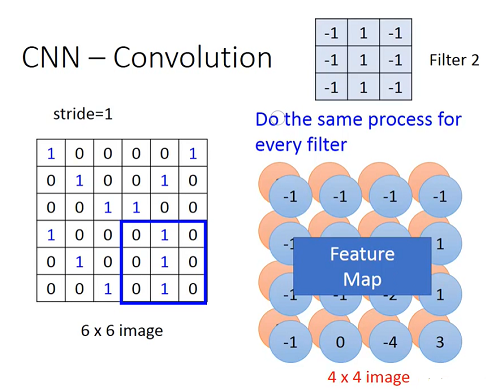 CNN – Convolution
-1 1 -1
-1 1 -1
-1 1 -1
Filter 2
stride=1
Do the same process for
every filter
1 0 0 0 0 1
0 1 0 0 1 0
0 0 1 1 0 0
1 0 0 0 1 0
0 1 0 0 1 0
0 0 1 0 1 0
6 x 6 image
-1 -1 -1 -1
-1 1
Feature
Map
-1 -1 -2 1
-1 0 -4 3
4 x 4 image